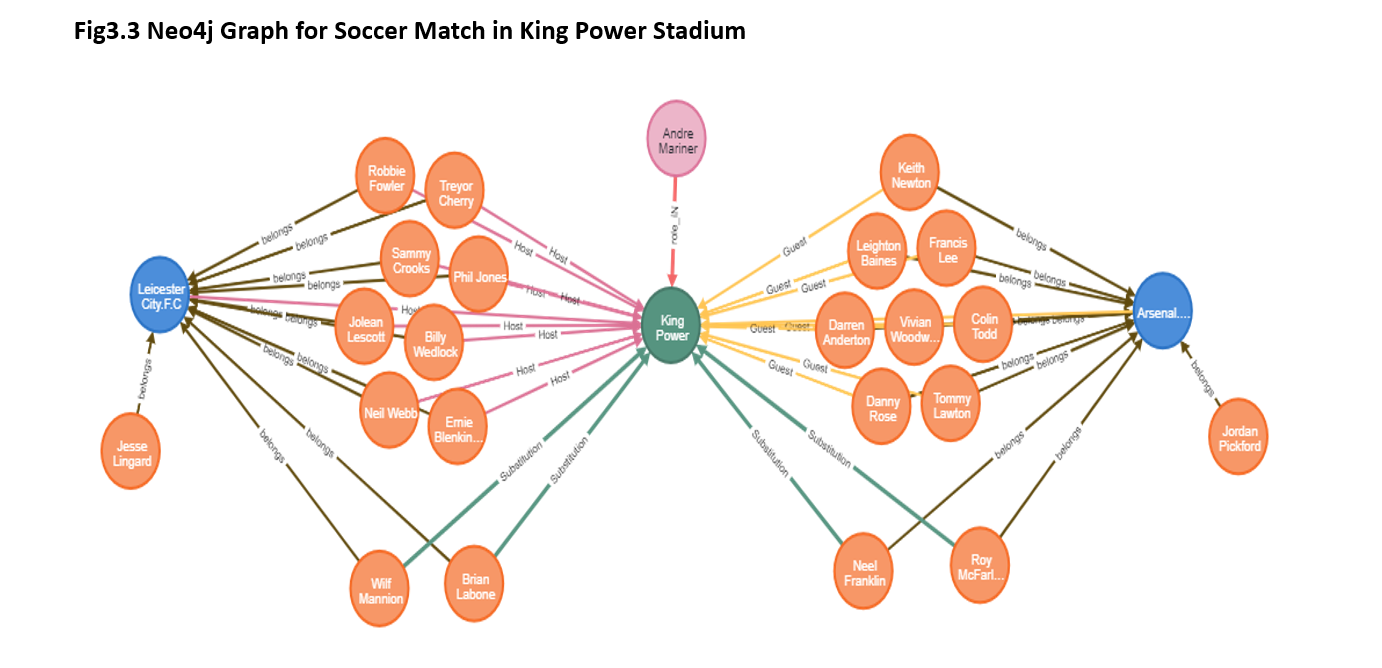 Fig3.3 Neo4j Graph for Soccer Match in King Power Stadium
Andre
Mariner
role_IN
Robbie
Fowler
Treyor
Cherry
Keith
Newton
belongs
belongs
Host
Host
Guest
belongs
Sammy
Crooks
Phil Jones
Leighton
Baines
Francis
Lee
belongs
belongs
Host
Host
Guest
Guest
belongs
belongs
Leicester
City.F.C
King
Power
Arsenal....
belongs
belongs
Host
Jolean
Lescott
Billy
Wedlock
Host
Host
Guest
Guest
Darren
Anderton
Vivian
Woodw...
Colin
Todd
belongs
belongs
belongs
belongs
Neil Webb
Ernie
Blenkin...
Host
Host
Guest
Guest
Danny
Rose
Tommy
Lawton
belongs
belongs
belongs
Jesse
Lingard
belongs
belongs
Substitution
Substitution
Substitution
Substitution
belongs
belongs
belongs
Jordan
Pickford
Wilf
Mannion
Brian
Labone
Neel
Franklin
Roy
McFarl...